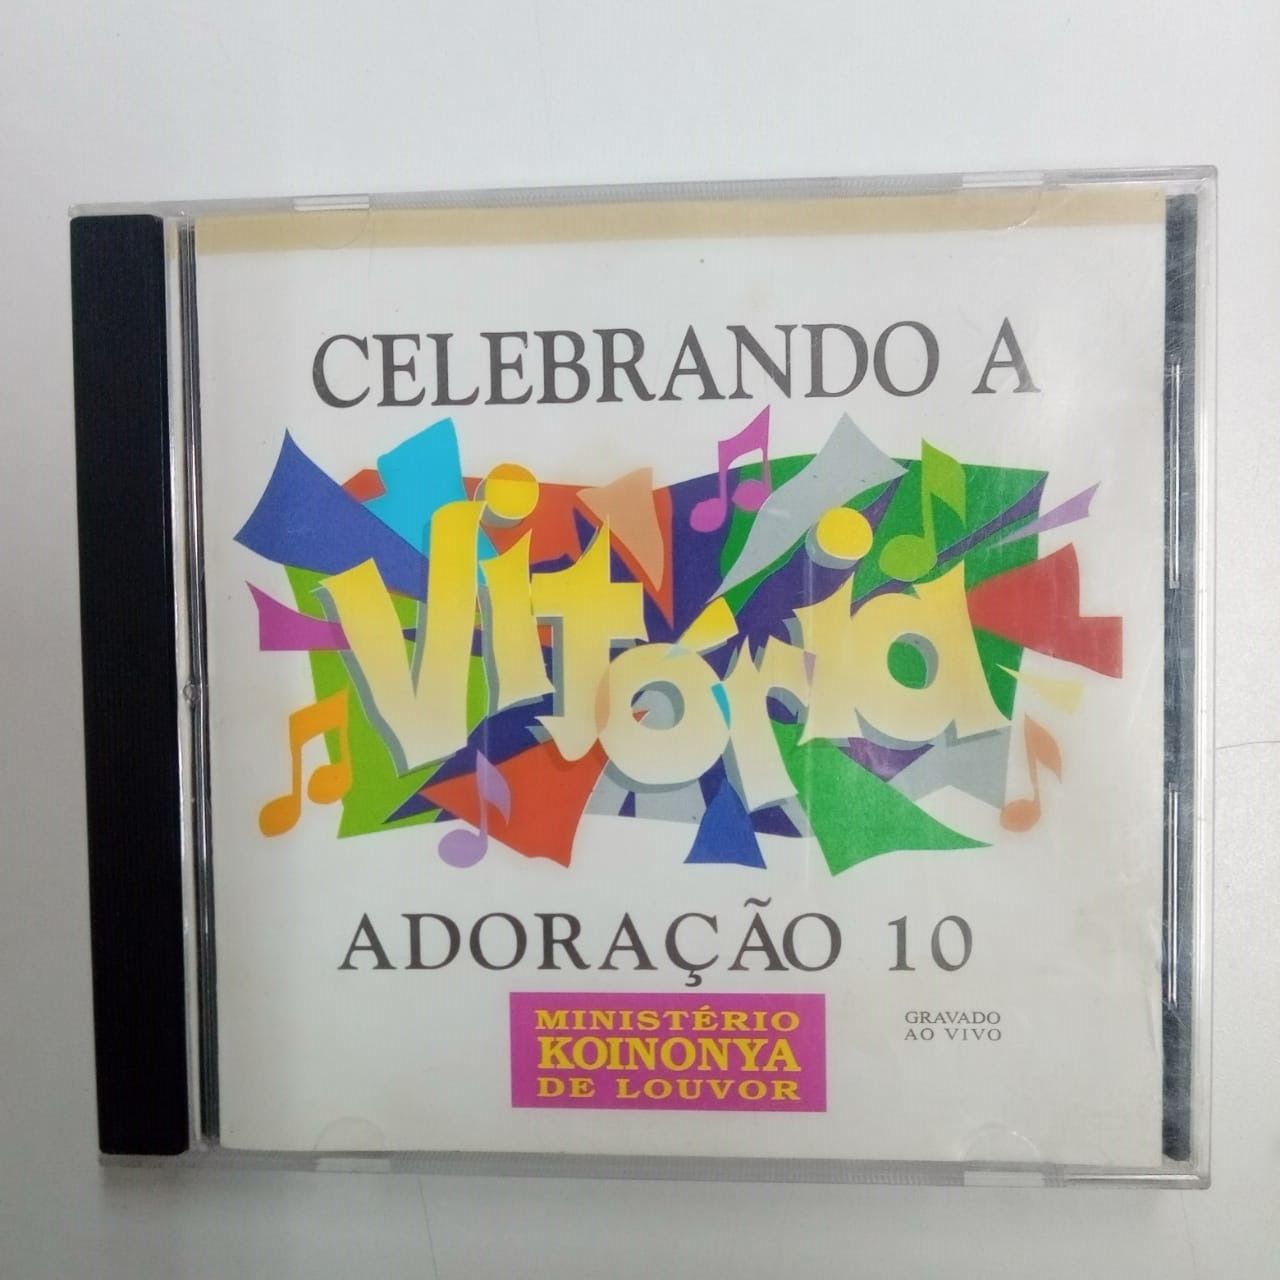 CELEBRANDO A
Vitória
ADORAÇÃO 10
MINISTÉRIO
KOINONYA
DE LOUVOR
GRAVADO
AO VIVO